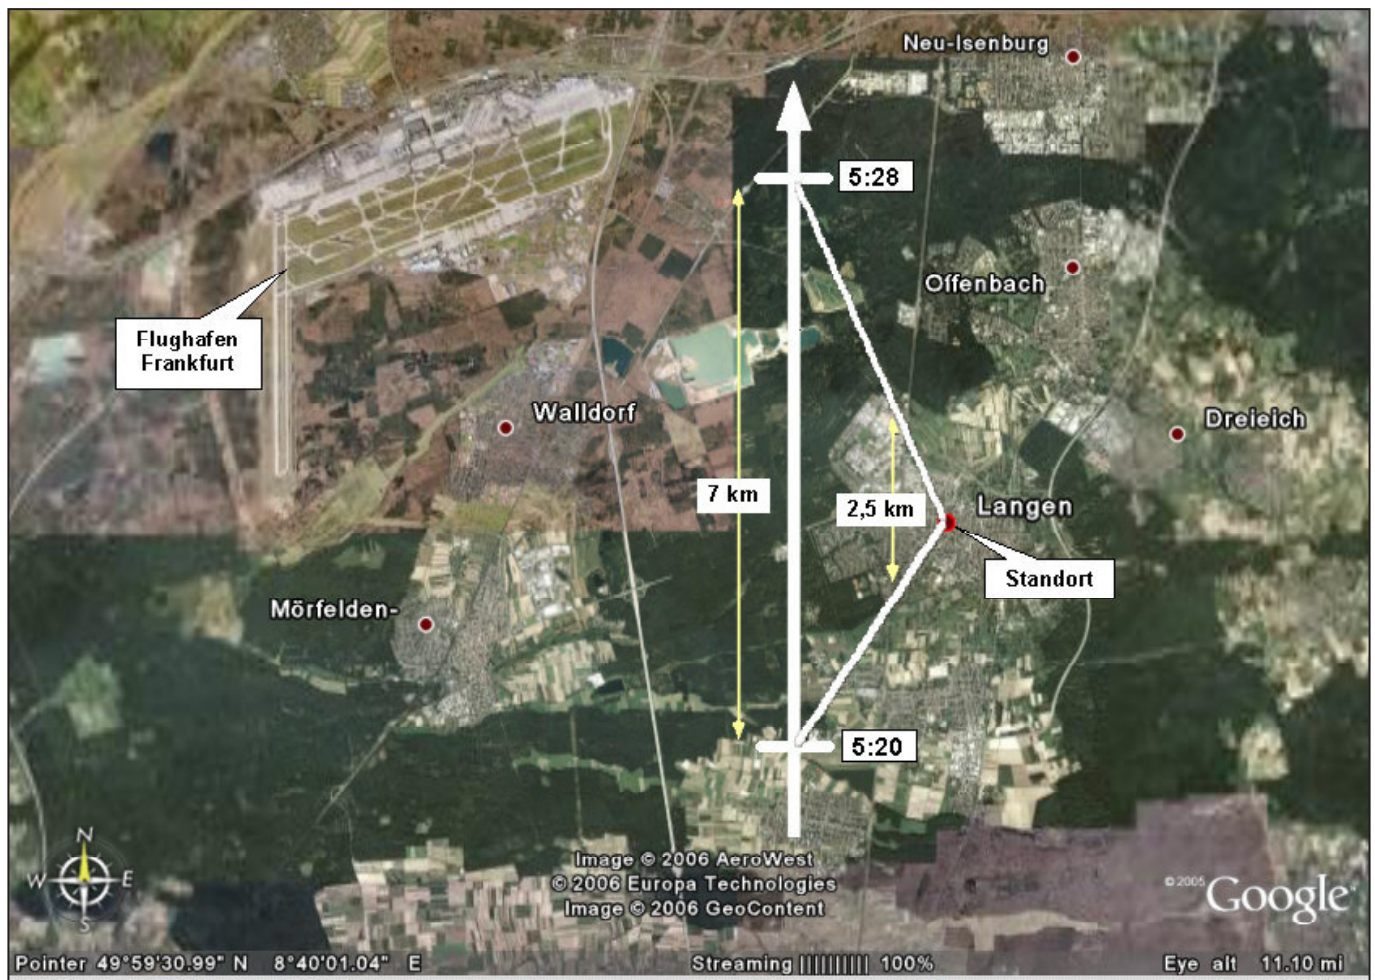 Neu-Isenburg
5:28
Offenbach
Flughafen
Frankfurt
Walldorf
Dreieich
7 km
2,5 km
Langen
Standort
Mörfelden-
5:20
N
W
E
S
Image © 2006 AeroWest
© 2006 Europa Technologies
Image © 2006 GeoContent
© 2005 Google
Pointer 49°59'30.99" N 8°40'01.04" E
Streaming |||||||||| 100%
Eye alt 11.10 mi